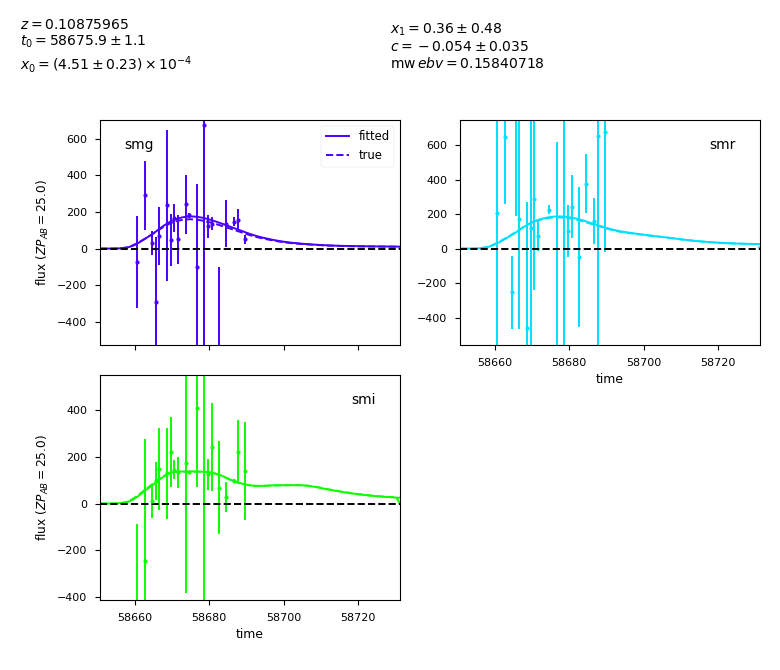 z = 0.10875965
t₀ = 58675.9 ± 1.1
x₀ = (4.51 ± 0.23) × 10⁻⁴
x₁ = 0.36 ± 0.48
c = −0.054 ± 0.035
mw ebv = 0.15840718
smg
fitted
true
600
400
200
0
−200
−400
flux (ZP_AB = 25.0)
smr
600
400
200
0
−200
−400
58660 58680 58700 58720
time
smi
400
200
0
−200
−400
flux (ZP_AB = 25.0)
58660 58680 58700 58720
time